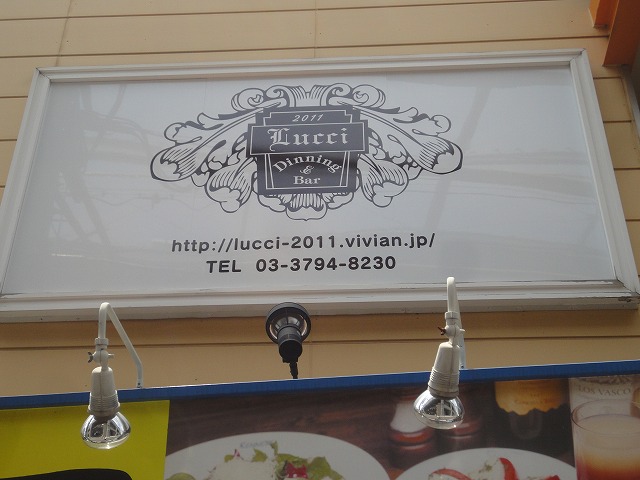 2011
Lucci
Dinning
&
Bar
http://lucci-2011.vivian.jp/
TEL 03-3794-8230